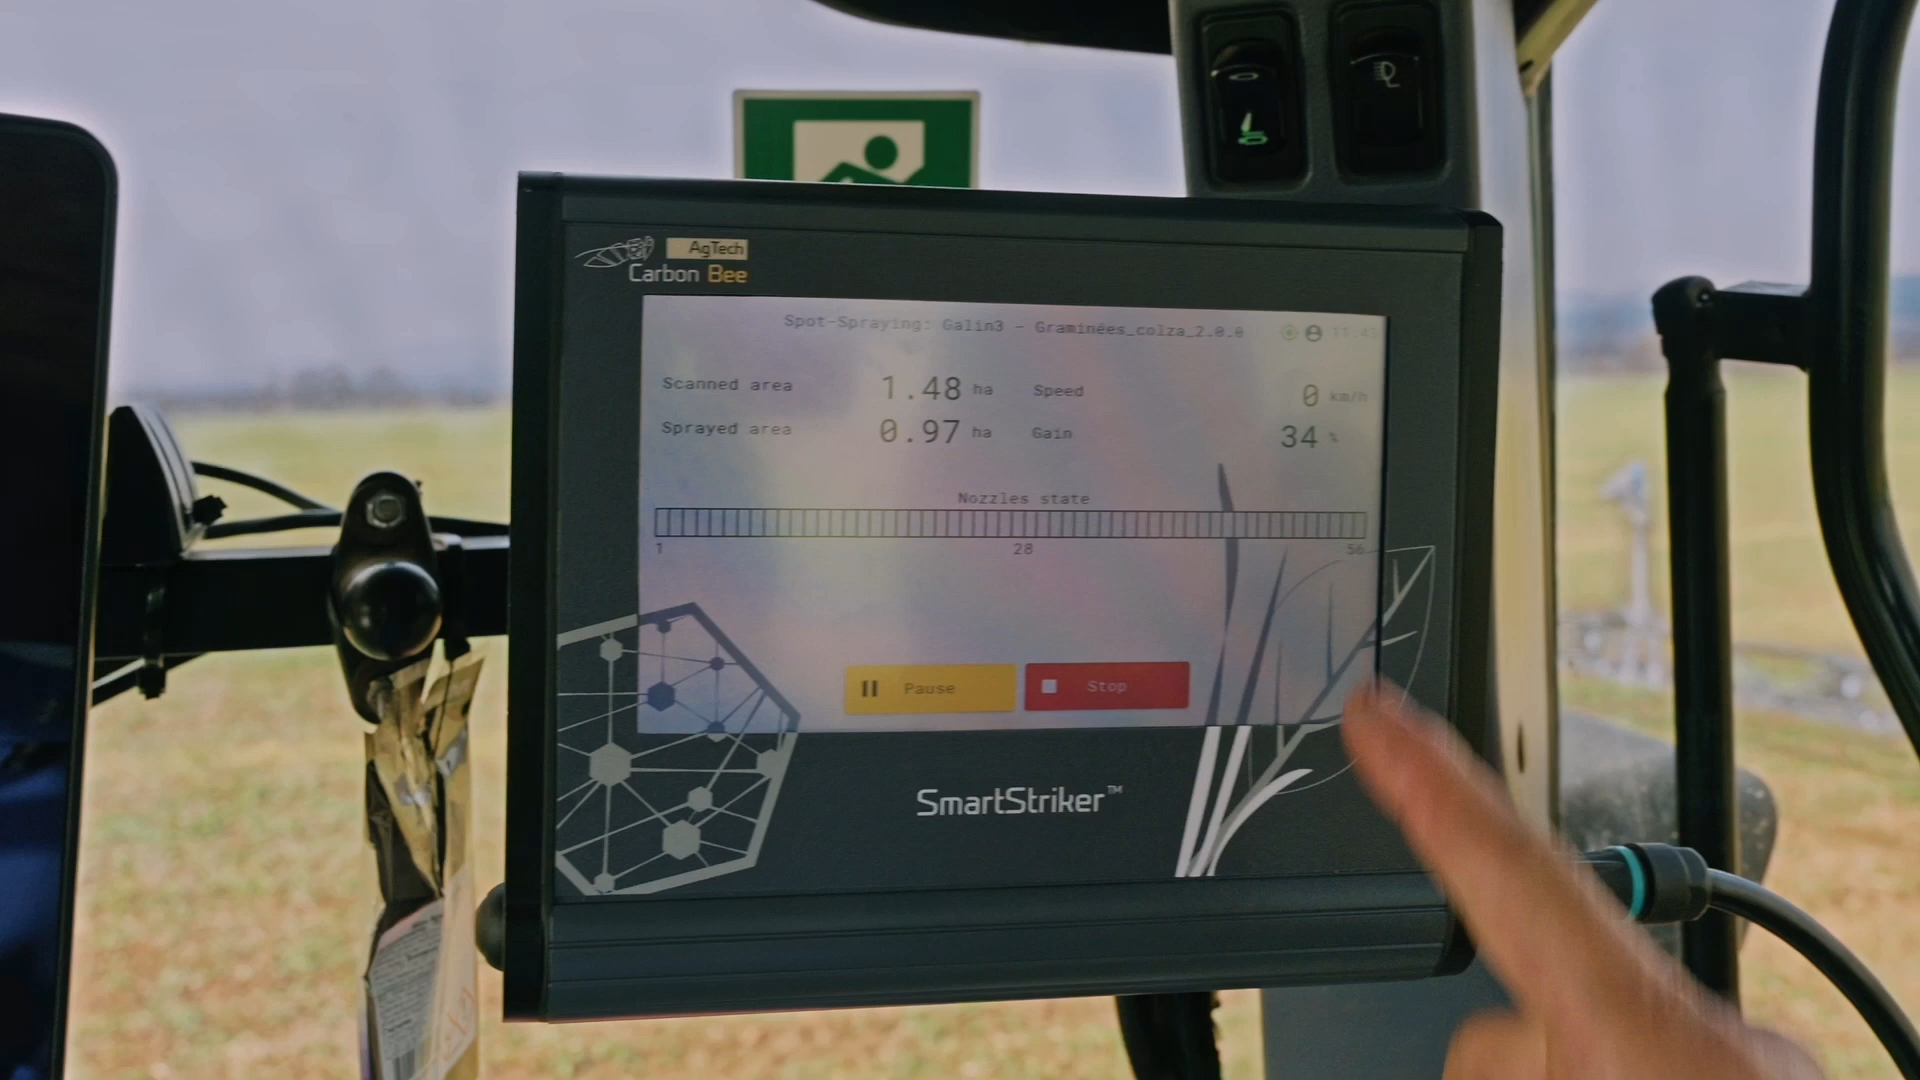 AgTech
Carbon Bee
Spot-Spraying: Galin3 - Graminées_colza_2.0.0
Scanned area 1.48 ha Speed 0 km/h
Sprayed area 0.97 ha Gain 34 %
Nozzles state
1 28 56
Pause Stop
SmartStriker™